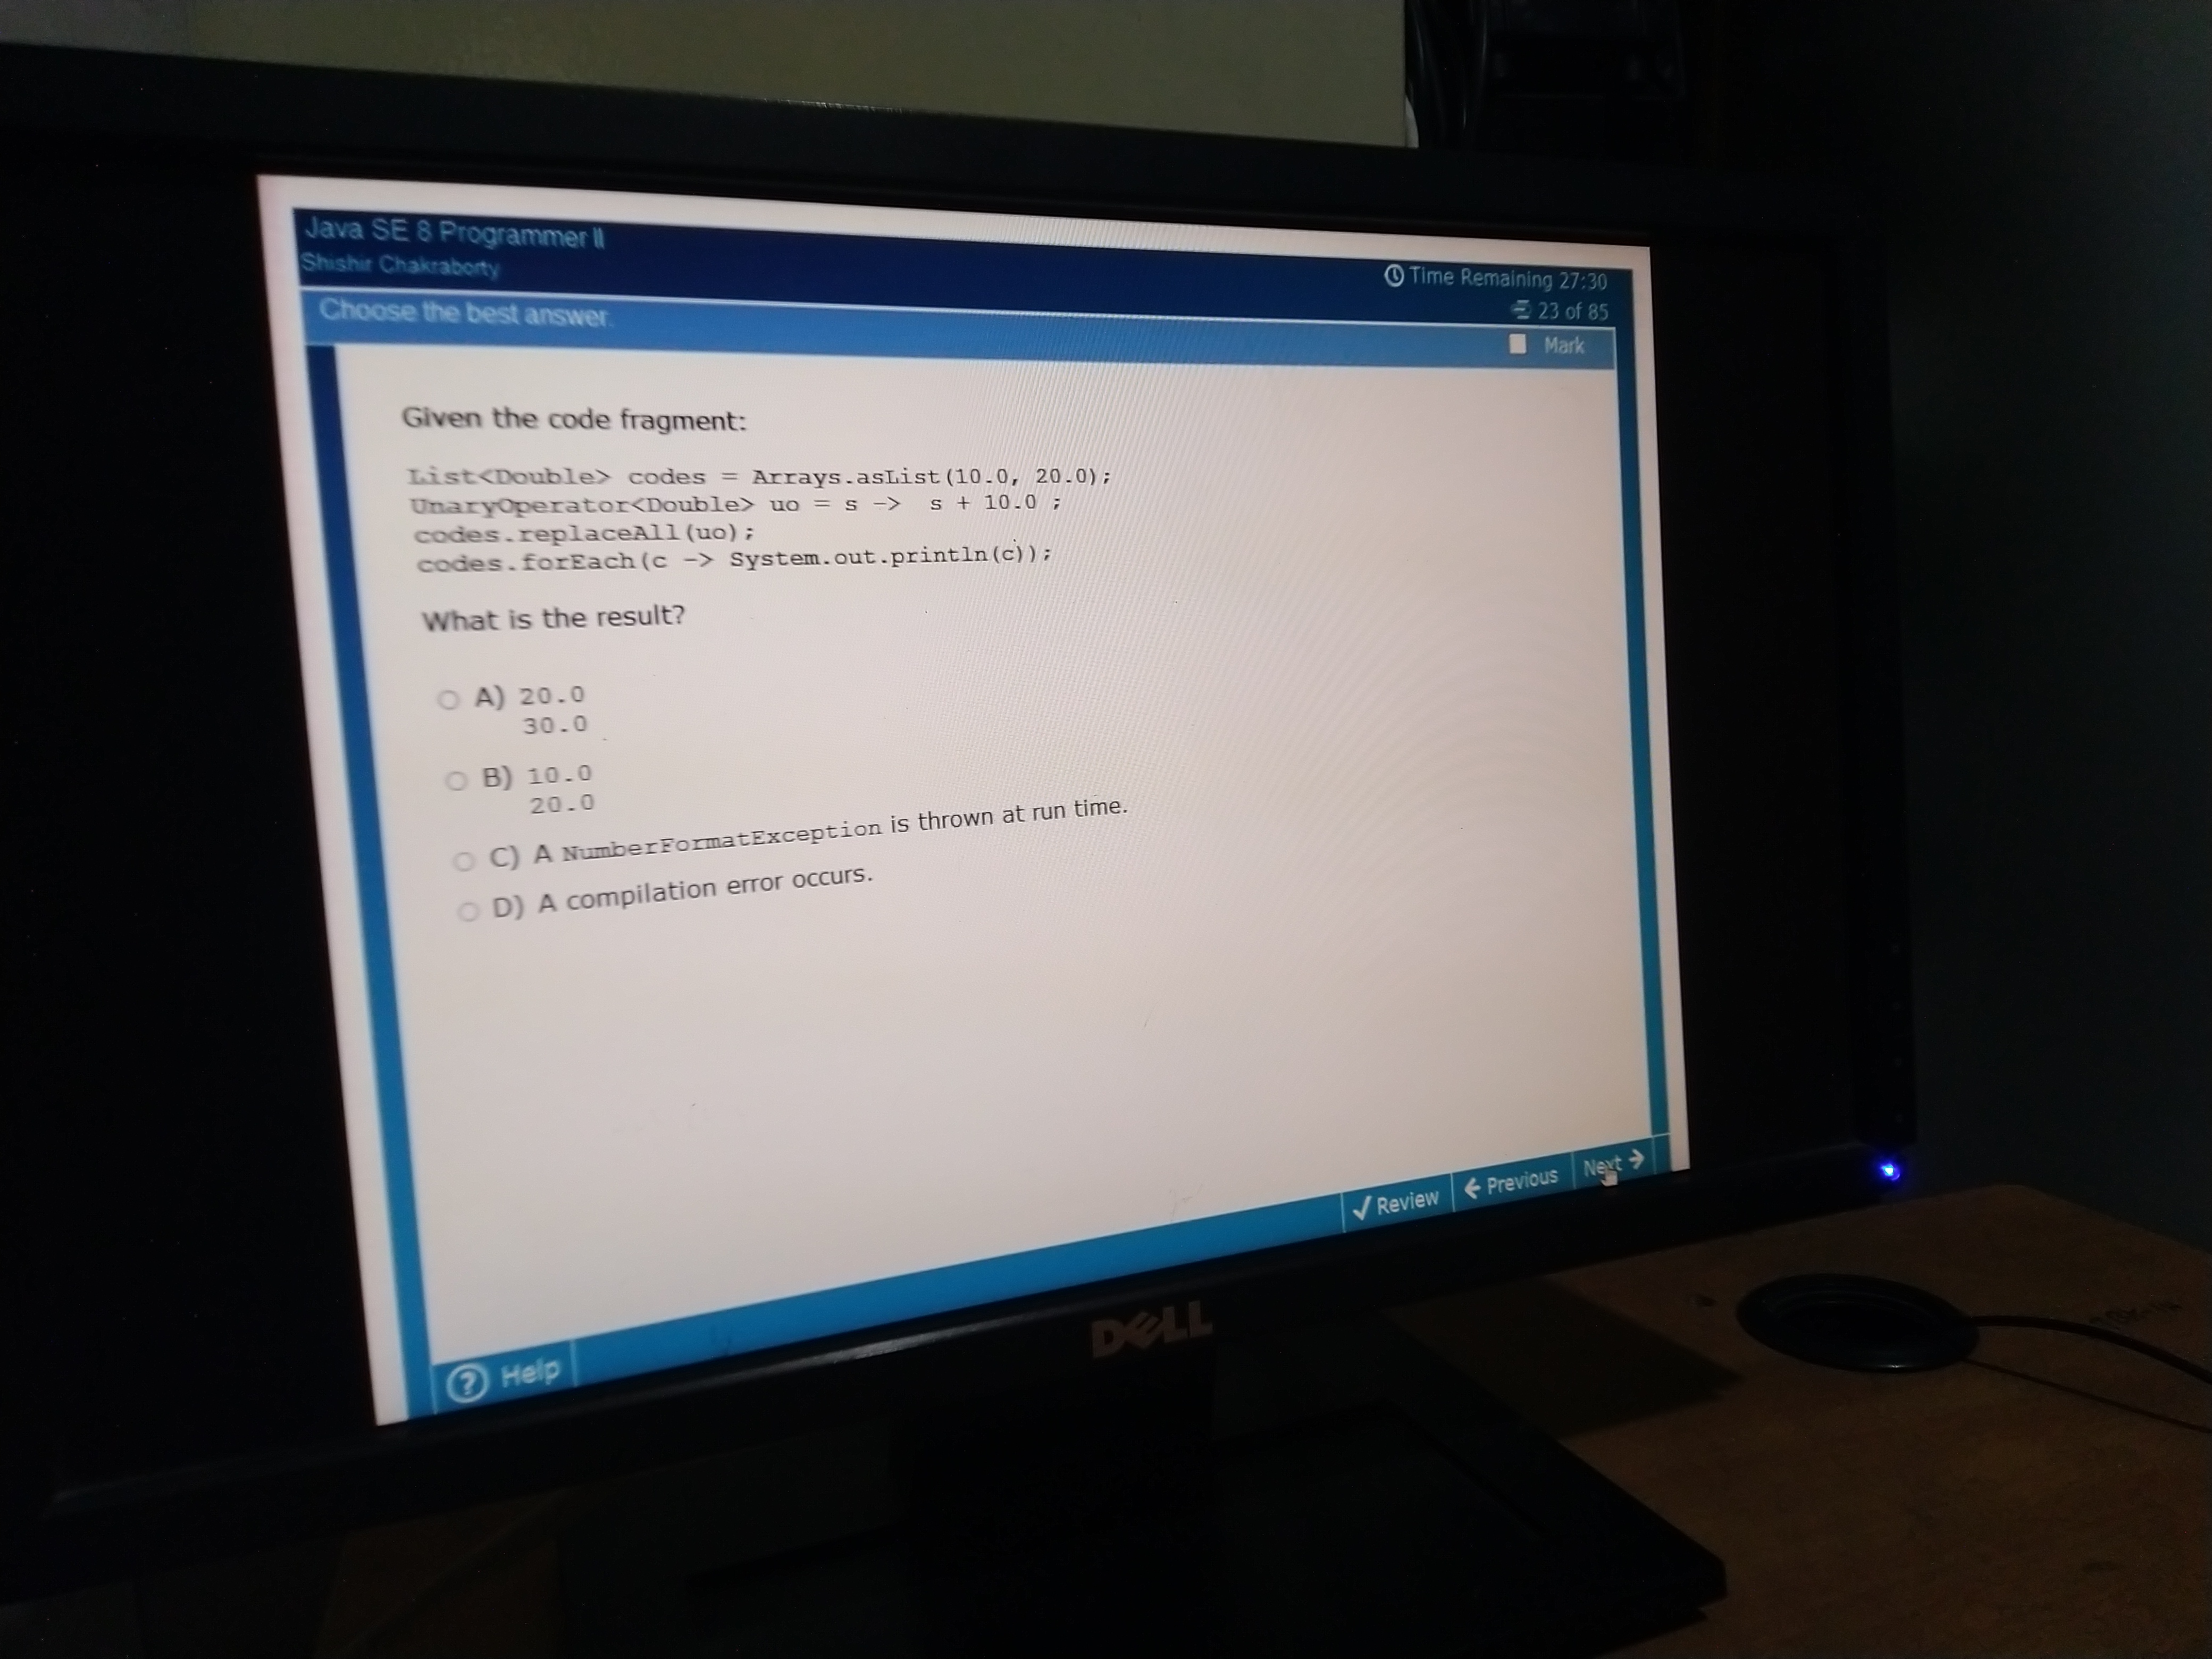 Java SE 8 Programmer II
Shishir Chakraborty
Time Remaining 27:30
23 of 85
Choose the best answer.
Mark
Given the code fragment:
List<Double> codes = Arrays.asList(10.0, 20.0);
UnaryOperator<Double> uo = s -> s + 10.0 ;
codes.replaceAll(uo);
codes.forEach(c -> System.out.println(c));
What is the result?
A) 20.0
30.0
B) 10.0
20.0
C) A NumberFormatException is thrown at run time.
D) A compilation error occurs.
Review
Previous
Next
Help
DELL